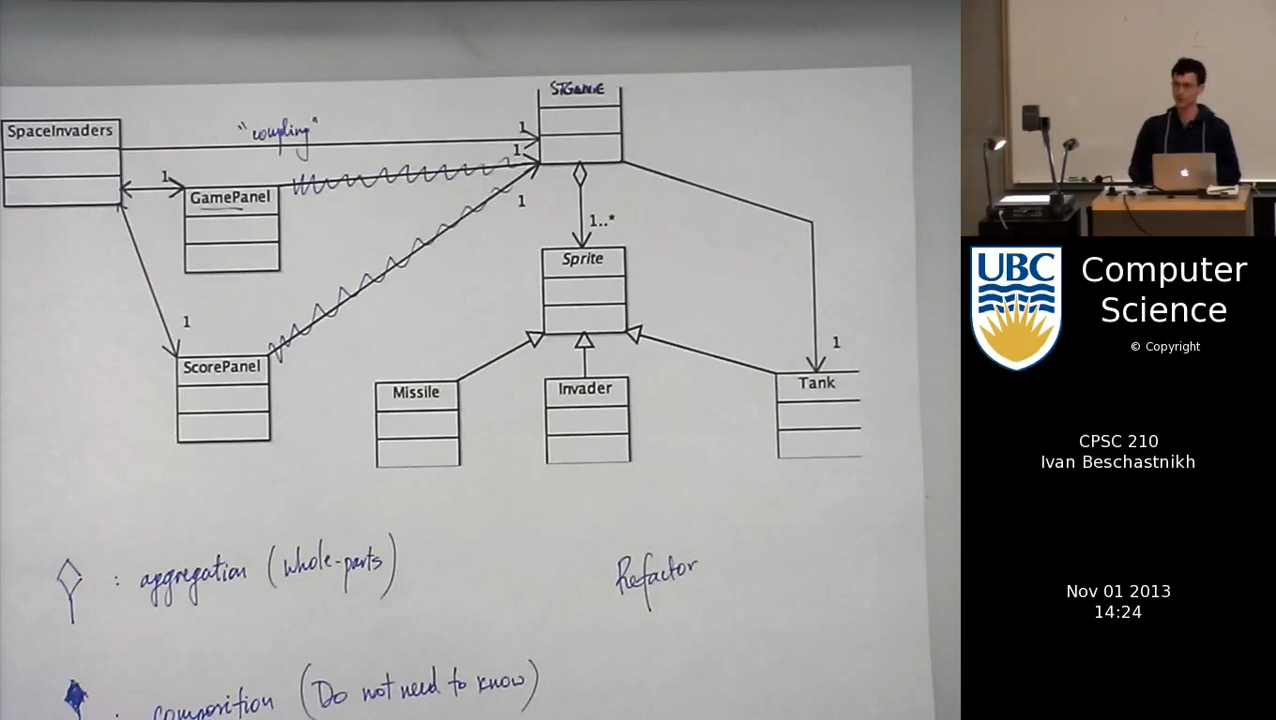 SIGame
SpaceInvaders
"coupling"
1
1
1
GamePanel
1
1..*
Sprite
1
1
ScorePanel
Missile
Invader
Tank
: aggregation (whole-parts)
Refactor
: composition (Do not need to know)
UBC
Computer
Science
© Copyright
CPSC 210
Ivan Beschastnikh
Nov 01 2013
14:24